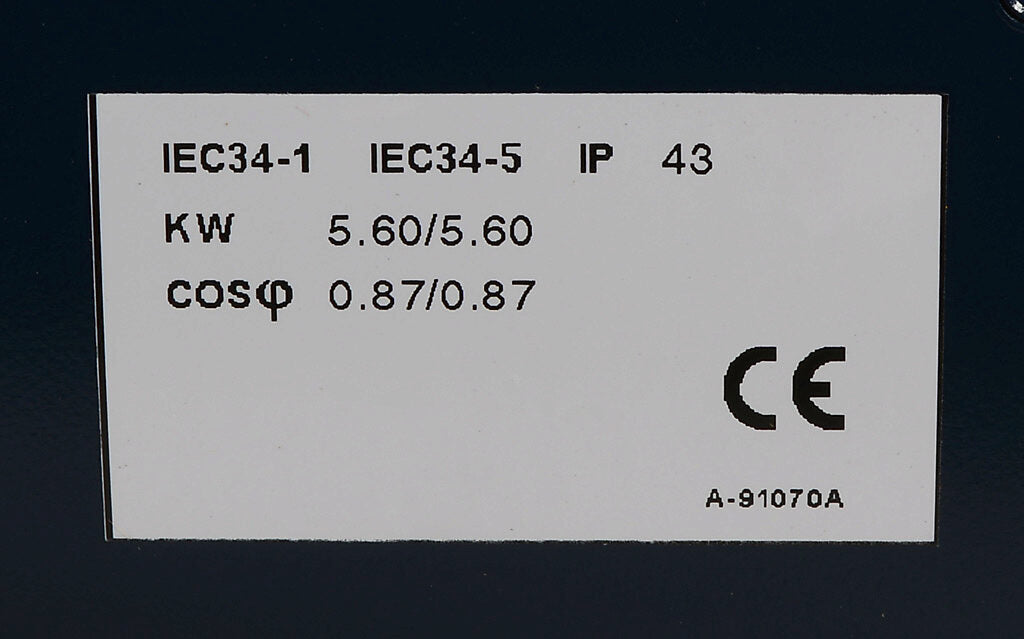 IEC34-1 IEC34-5 IP 43
KW 5.60/5.60
cosφ 0.87/0.87
CE
A-91070A